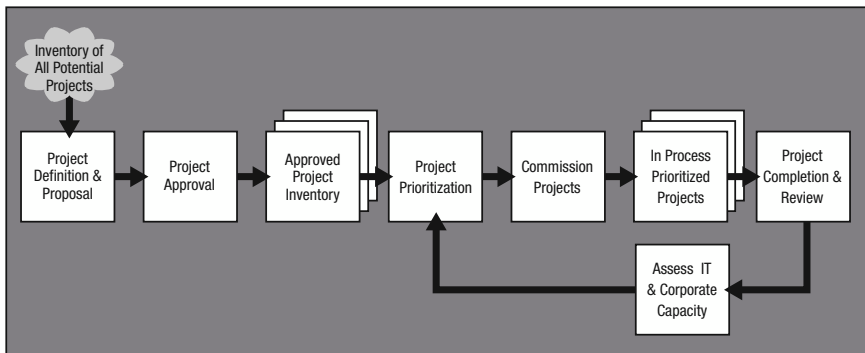 Inventory of
All Potential
Projects
Project
Definition &
Proposal
Project
Approval
Approved
Project
Inventory
Project
Prioritization
Commission
Projects
In Process
Prioritized
Projects
Project
Completion &
Review
Assess IT
& Corporate
Capacity